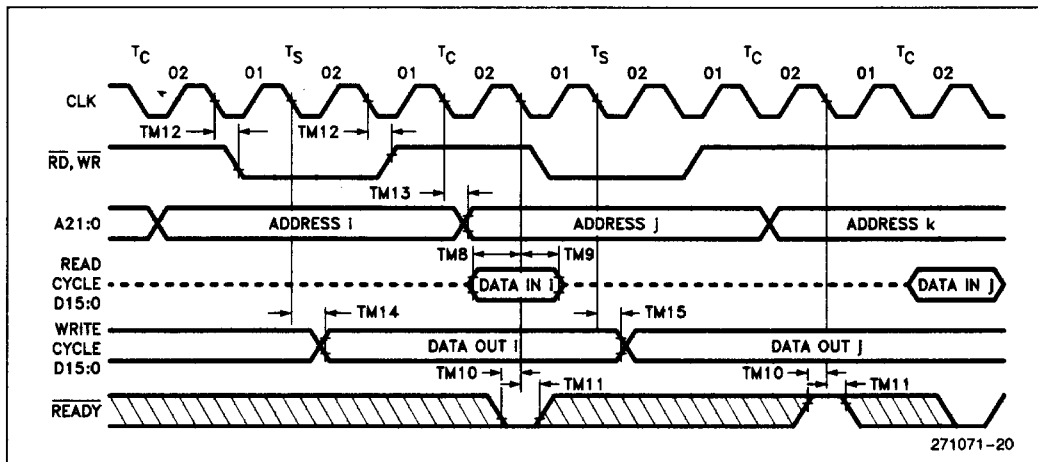 TC TS TC TS TC TC
02 01 02 01 02 01 02 01 02 01 02
CLK
TM12 TM12
RD, WR
TM13
A21:0 ADDRESS i ADDRESS j ADDRESS k
TM8 TM9
READ
CYCLE
D15:0
DATA IN i DATA IN j
TM14 TM15
WRITE
CYCLE
D15:0
DATA OUT i DATA OUT j
TM10 TM11 TM10 TM11
READY
271071-20